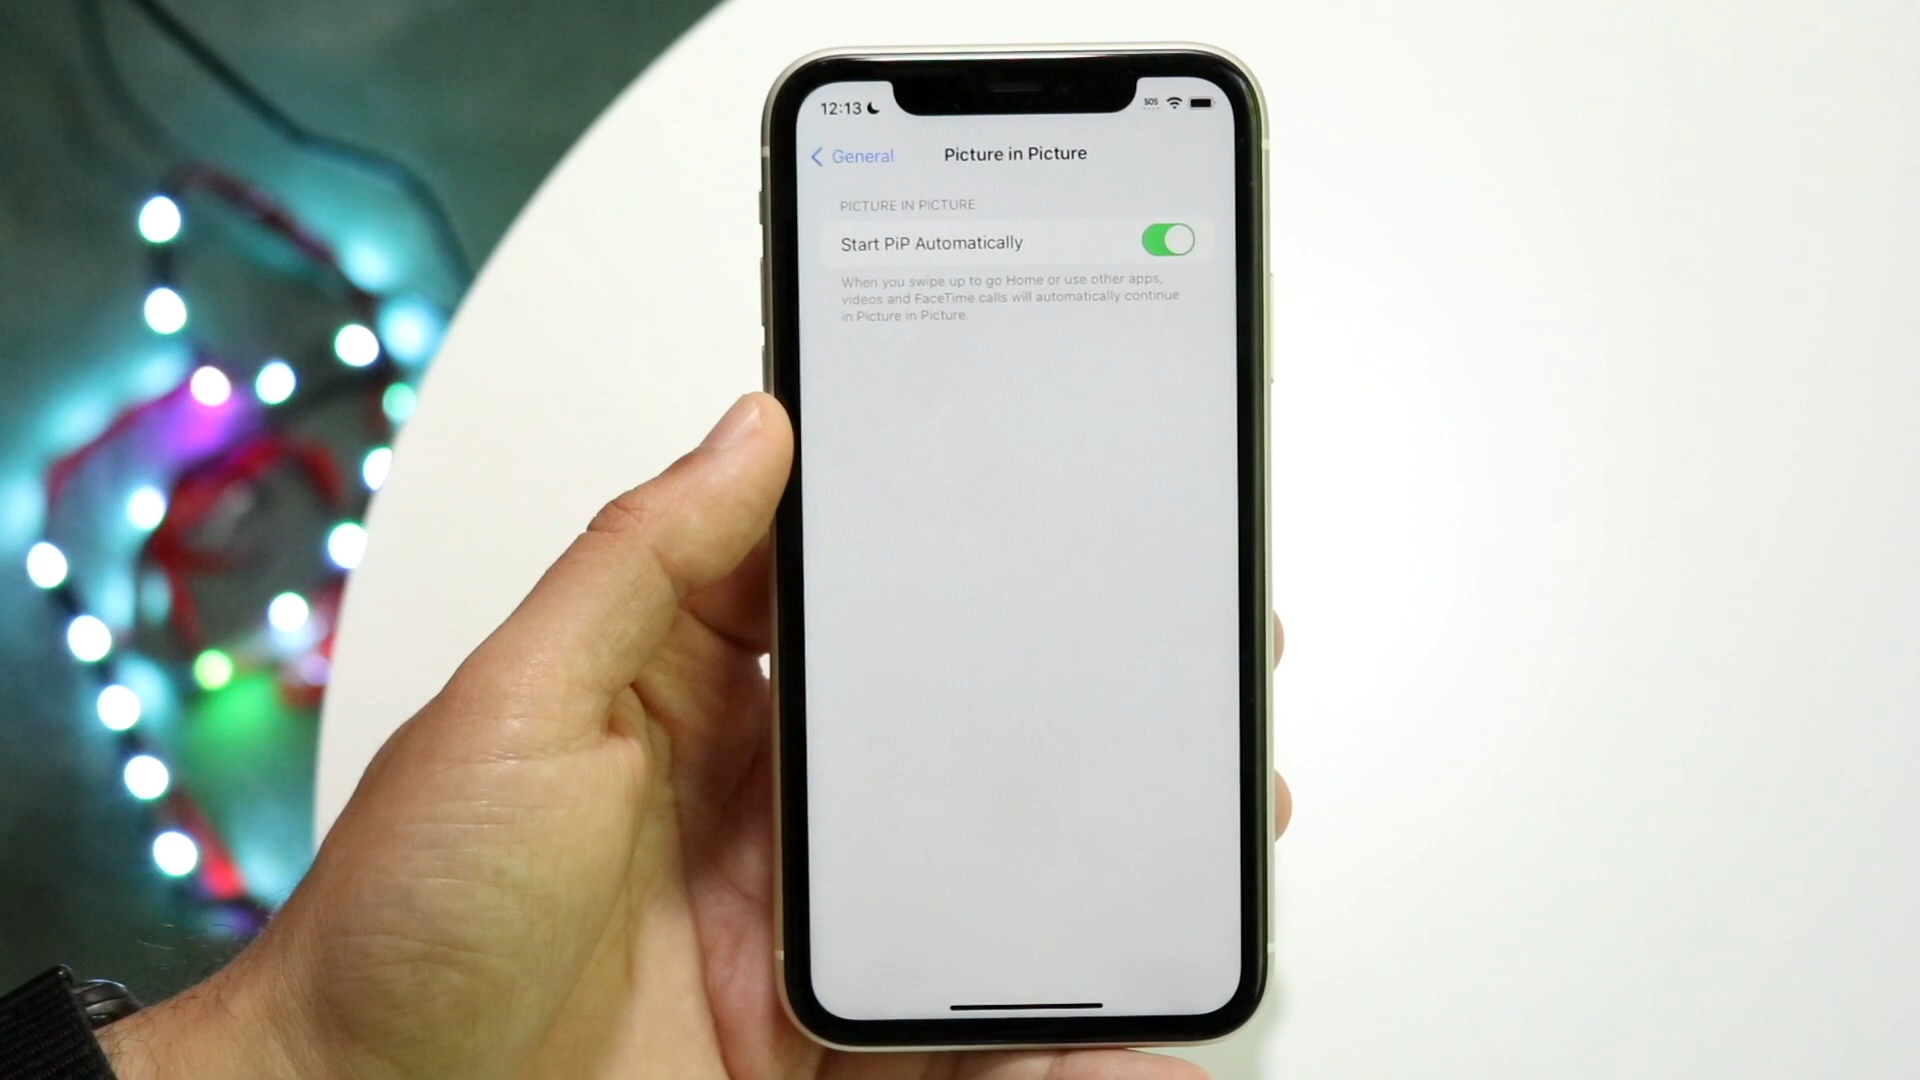 12:13 SOS
General Picture in Picture
PICTURE IN PICTURE
Start PiP Automatically
When you swipe up to go Home or use other apps,
videos and FaceTime calls will automatically continue
in Picture in Picture.